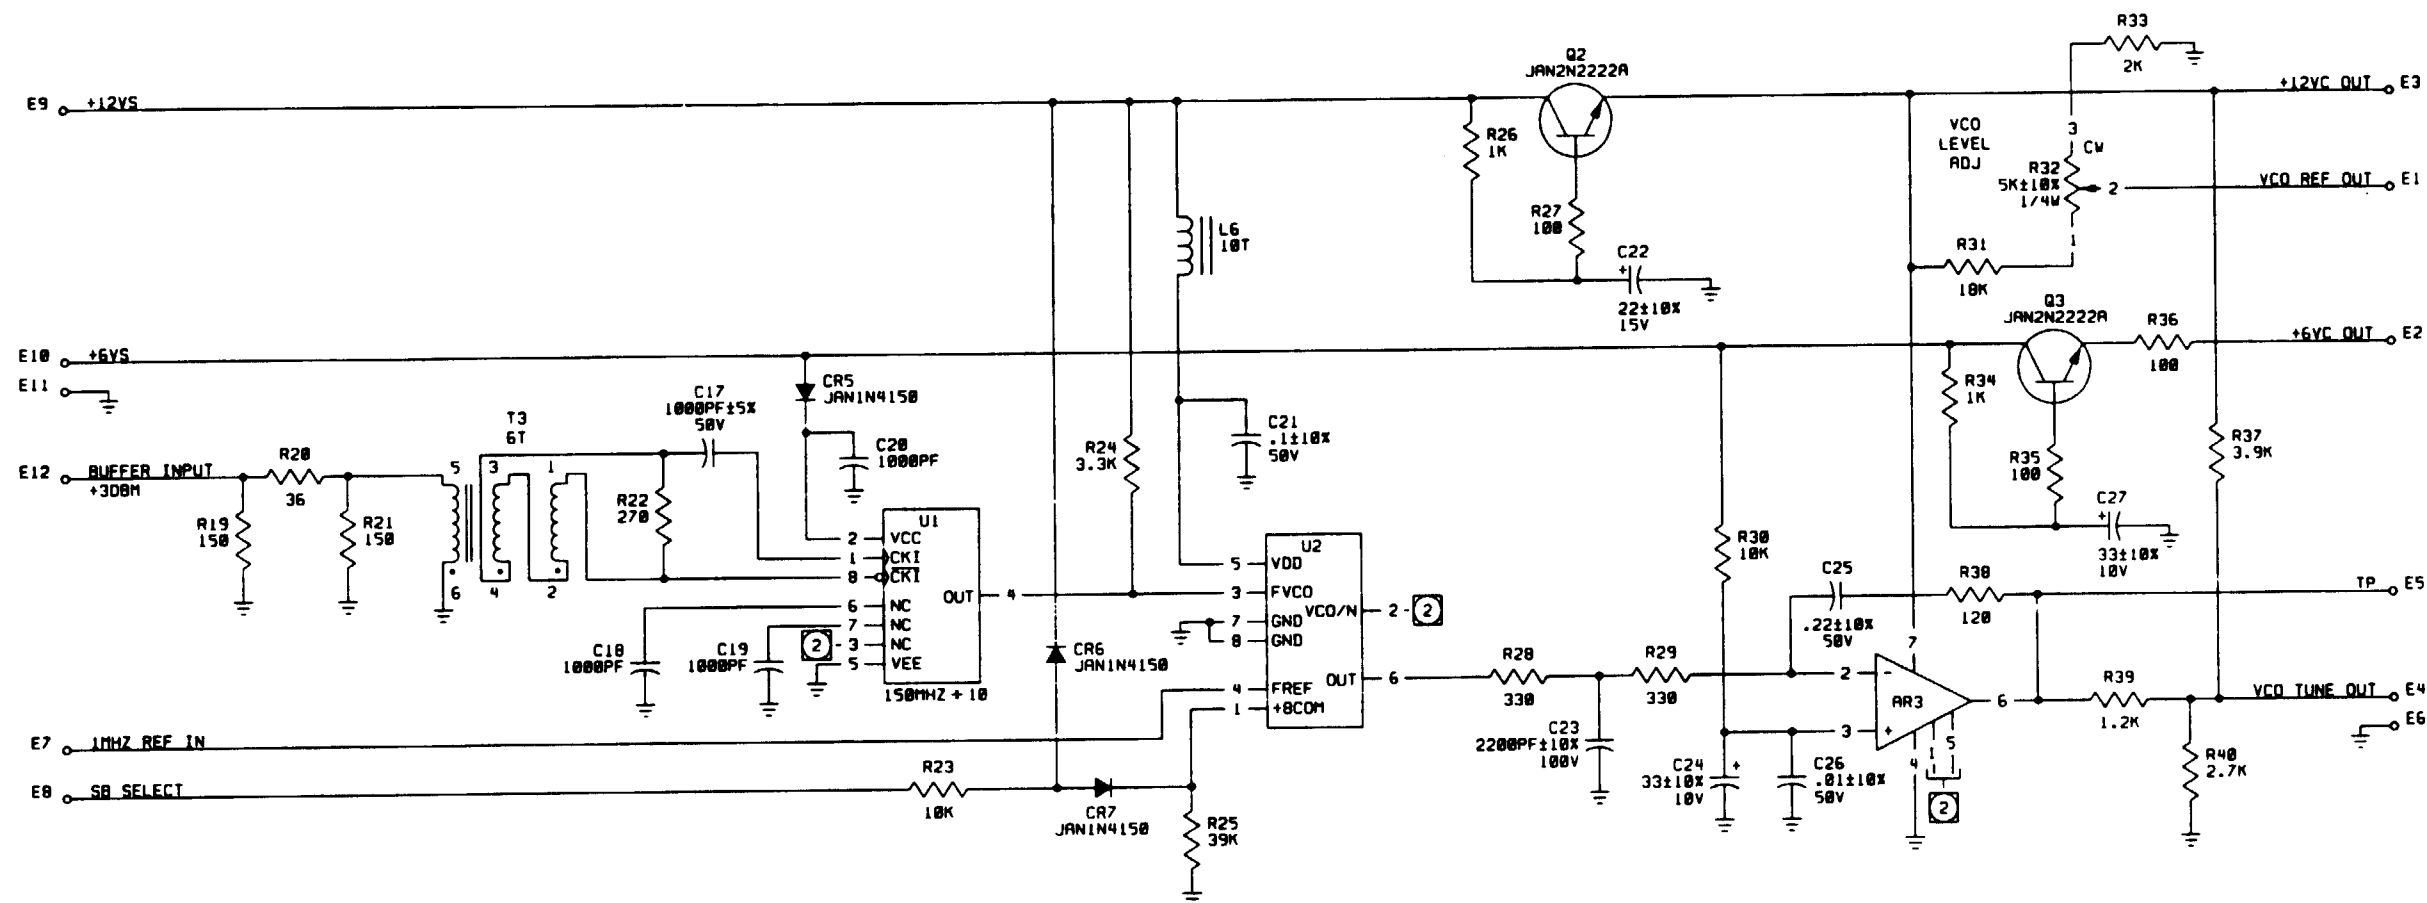 R33
2K
Q2
JAN2N2222A
E9
+12VS
+12VC OUT
E3
R26
1K
VCO
LEVEL
ADJ
3
CW
R32
5K±10%
1/4W
2
VCO REF OUT
E1
R27
100
L6
10T
1
R31
18K
C22
+
22±10%
15V
Q3
JAN2N2222A
R36
100
E10
+6VS
+6VC OUT
E2
E11
CR5
JAN1N4150
C17
1000PF±5%
50V
R34
1K
T3
6T
C20
1000PF
R24
3.3K
C21
.1±10%
50V
R37
3.9K
R35
100
E12
BUFFER INPUT
+3DBM
R20
36
5
3
1
R19
150
R21
150
R22
270
C27
+
33±10%
10V
6
4
2
U1
2
VCC
1
CKI
8
CKI
6
NC
7
NC
2
3
NC
5
VEE
OUT
4
150MHZ ÷ 10
C18
1000PF
C19
1000PF
U2
5
VDD
3
FVCO
VCO/N
2
2
7
GND
8
GND
OUT
6
4
FREF
1
+8COM
R30
10K
C25
.22±10%
50V
R38
120
TP
E5
CR6
JAN1N4150
R28
330
R29
330
7
2
-
AR3
6
3
+
1
5
4
2
R39
1.2K
VCO TUNE OUT
E4
E6
E7
1MHZ REF IN
C23
2200PF±10%
100V
C24
+
33±10%
10V
C26
.01±10%
50V
R40
2.7K
E8
SB SELECT
R23
10K
CR7
JAN1N4150
R25
39K